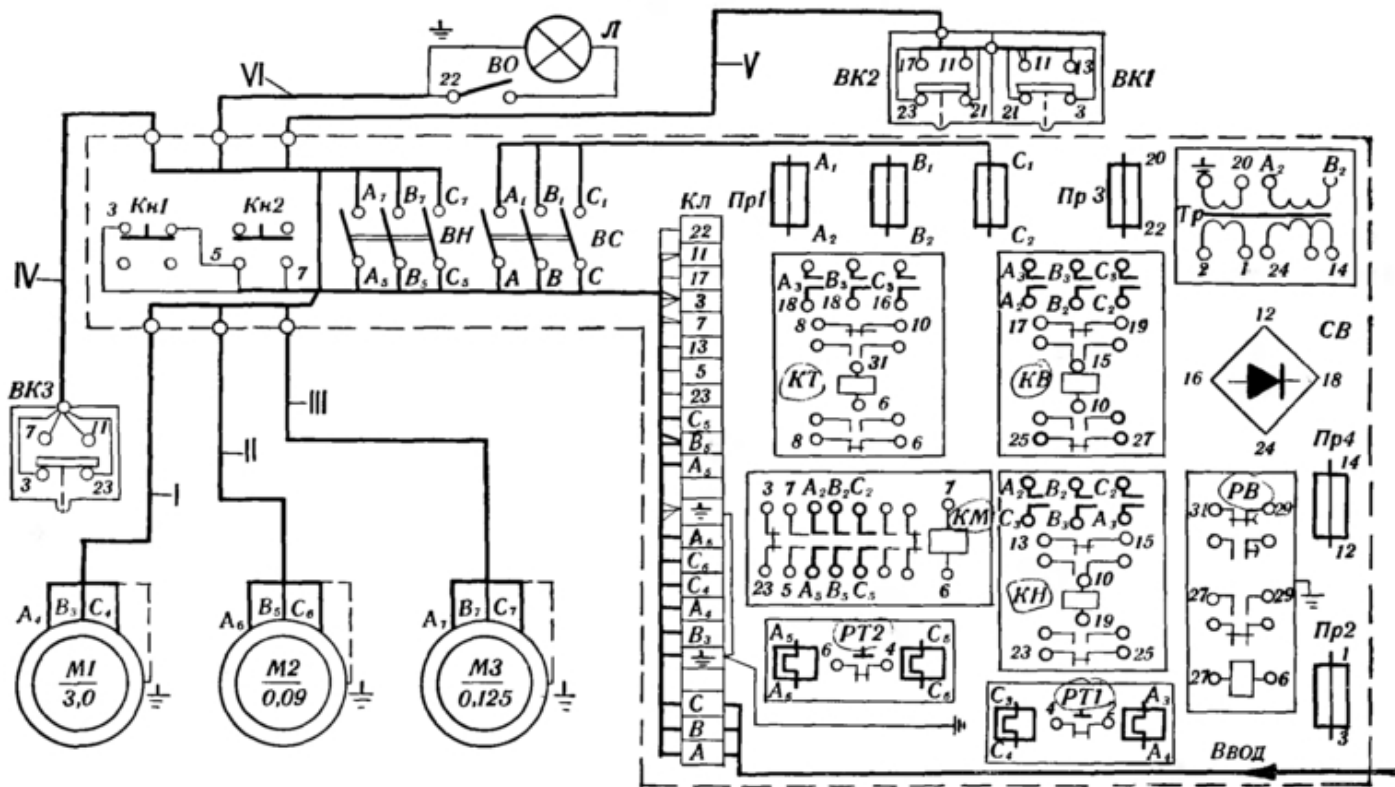 VI
22
ВО
Л
V
ВК2
17
11
11
13
ВК1
23
21
21
3
IV
3
Кн1
Кн2
5
7
A7
B7
C7
ВН
A5
B5
C5
A1
B1
C1
ВС
A
B
C
Кл
22
11
17
3
7
13
5
23
C5
B5
A5
A6
C6
C4
A4
B3
C
B
A
Пр1
A1
A2
B1
B2
C1
C2
Пр 3
20
22
20
A2
B2
Тр
2
1
24
14
A3
B3
C3
18
18
16
8
10
31
КТ
6
8
6
A3
B3
C3
A2
B2
C2
17
19
15
КВ
10
25
27
12
СВ
16
18
24
Пр4
14
12
ВК3
7
11
3
23
I
II
III
3
7
A2
B2
C2
7
КМ
23
5
A5
B5
C5
6
A2
B2
C2
C3
B3
A3
13
15
10
КН
19
23
25
РВ
31
29
27
29
27
6
Пр2
1
3
A5
РТ2
C5
6
4
A6
C6
C3
РТ1
A3
4
2
C4
A4
Ввод
A4
B3
C4
М1
3,0
A6
B5
C6
М2
0,09
A7
B7
C7
М3
0,125